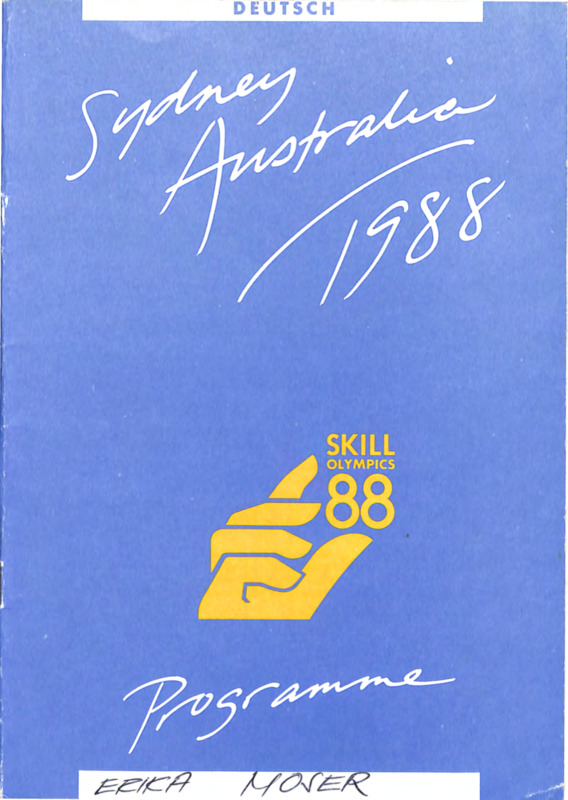 DEUTSCH
Sydney
Australia
1988
SKILL
OLYMPICS
88
Programme
ERIKA MOSER